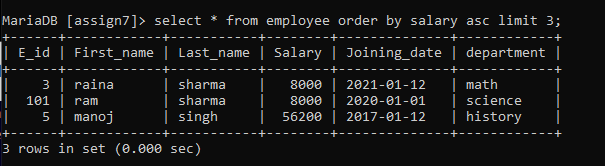 MariaDB [assign7]> select * from employee order by salary asc limit 3;
+------+------------+-----------+--------+--------------+------------+
| E_id | First_name | Last_name | Salary | Joining_date | department |
+------+------------+-----------+--------+--------------+------------+
|    3 | raina      | sharma    |   8000 | 2021-01-12   | math       |
|  101 | ram        | sharma    |   8000 | 2020-01-01   | science    |
|    5 | manoj      | singh     |  56200 | 2017-01-12   | history    |
+------+------------+-----------+--------+--------------+------------+
3 rows in set (0.000 sec)